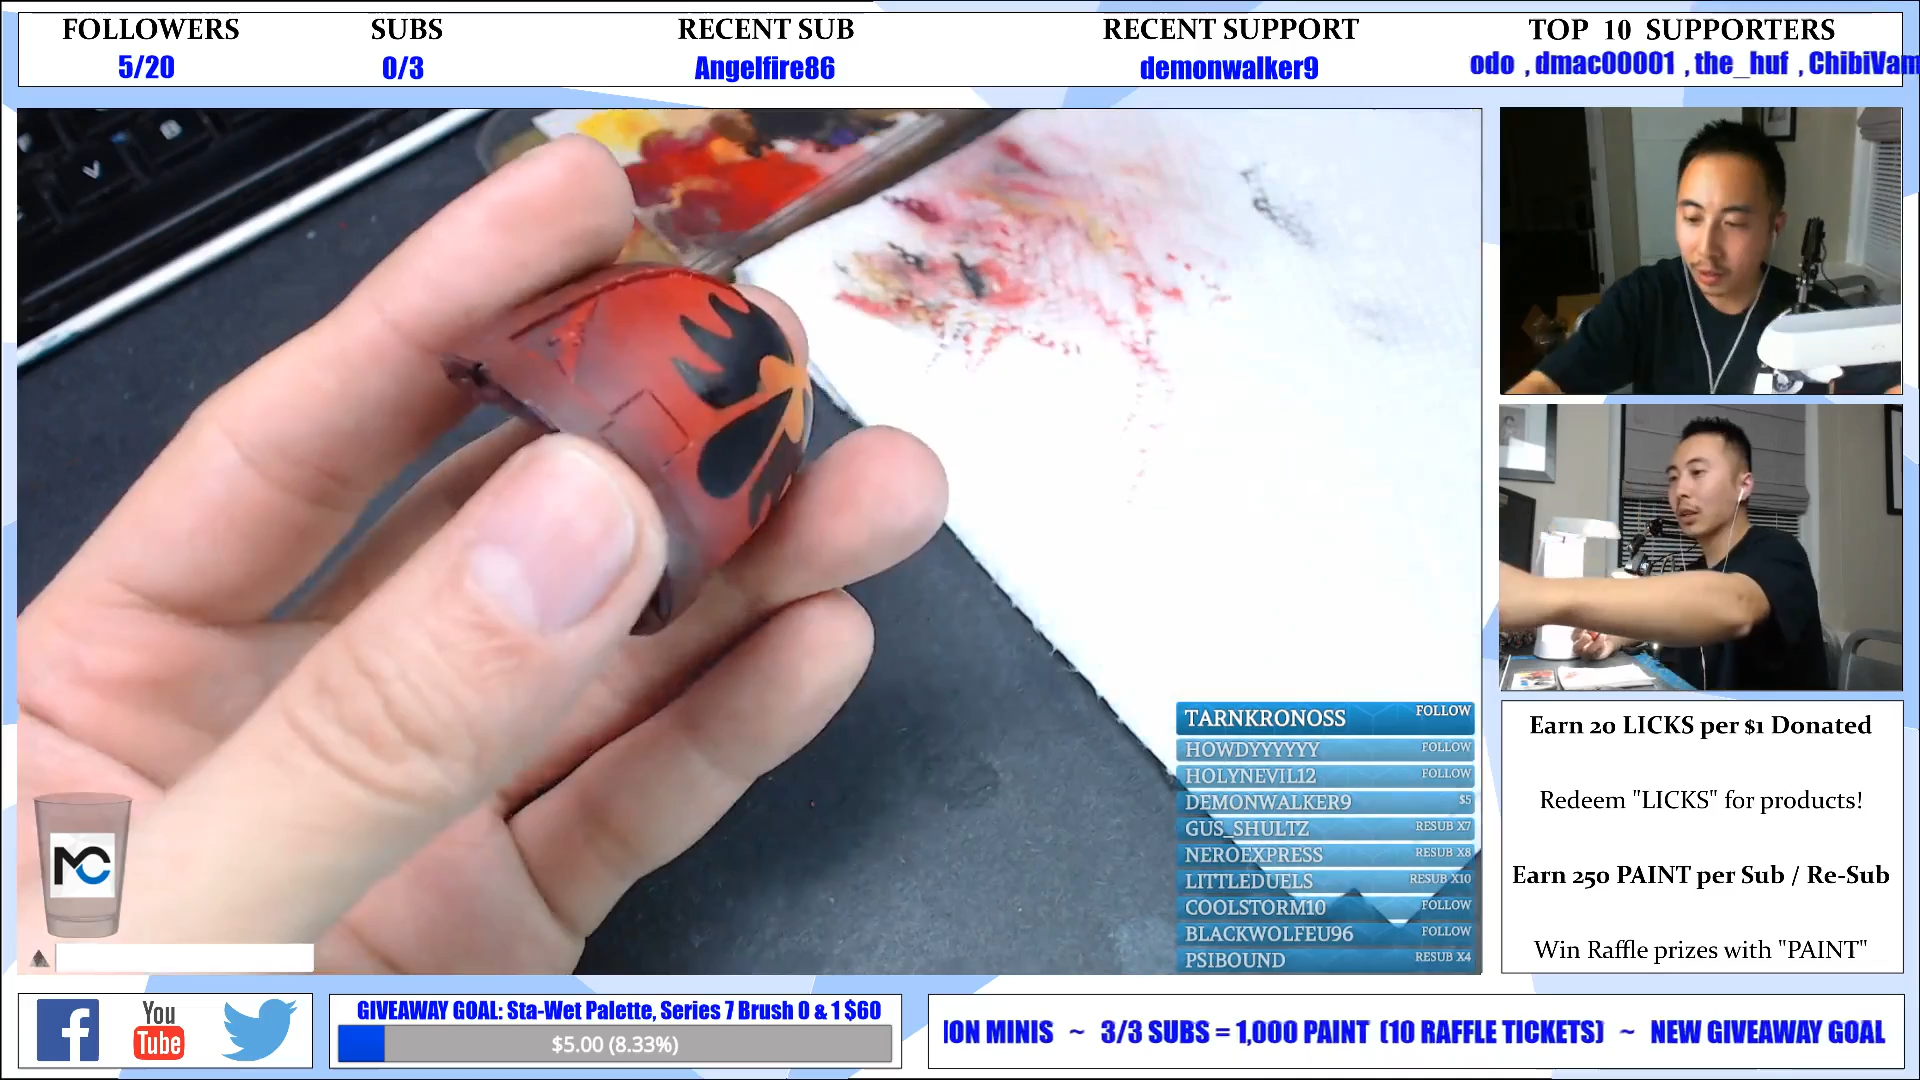 FOLLOWERS
5/20
SUBS
0/3
RECENT SUB
Angelfire86
RECENT SUPPORT
demonwalker9
TOP 10 SUPPORTERS
odo , dmac00001 , the_huf , ChibiVam
V
B
TARNKRONOSS FOLLOW
HOWDYYYYYY FOLLOW
HOLYNEVIL12 FOLLOW
DEMONWALKER9 $5
GUS_SHULTZ RESUB X7
NEROEXPRESS RESUB X8
LITTLEDUELS RESUB X10
COOLSTORM10 FOLLOW
BLACKWOLFEU96 FOLLOW
PSIBOUND RESUB X4
MC
Earn 20 LICKS per $1 Donated
Redeem "LICKS" for products!
Earn 250 PAINT per Sub / Re-Sub
Win Raffle prizes with "PAINT"
f
You
Tube
GIVEAWAY GOAL: Sta-Wet Palette, Series 7 Brush 0 & 1 $60
$5.00 (8.33%)
ION MINIS ~ 3/3 SUBS = 1,000 PAINT (10 RAFFLE TICKETS) ~ NEW GIVEAWAY GOAL